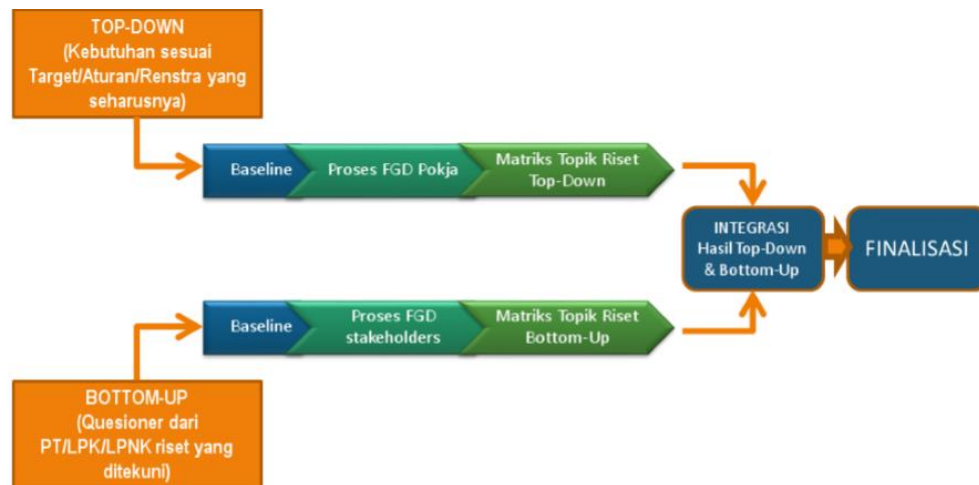 TOP-DOWN
(Kebutuhan sesuai
Target/Aturan/Renstra yang
seharusnya)
Baseline
Proses FGD Pokja
Matriks Topik Riset
Top-Down
INTEGRASI
Hasil Top-Down
& Bottom-Up
FINALISASI
Baseline
Proses FGD
stakeholders
Matriks Topik Riset
Bottom-Up
BOTTOM-UP
(Quesioner dari
PT/LPK/LPNK riset yang
ditekuni)